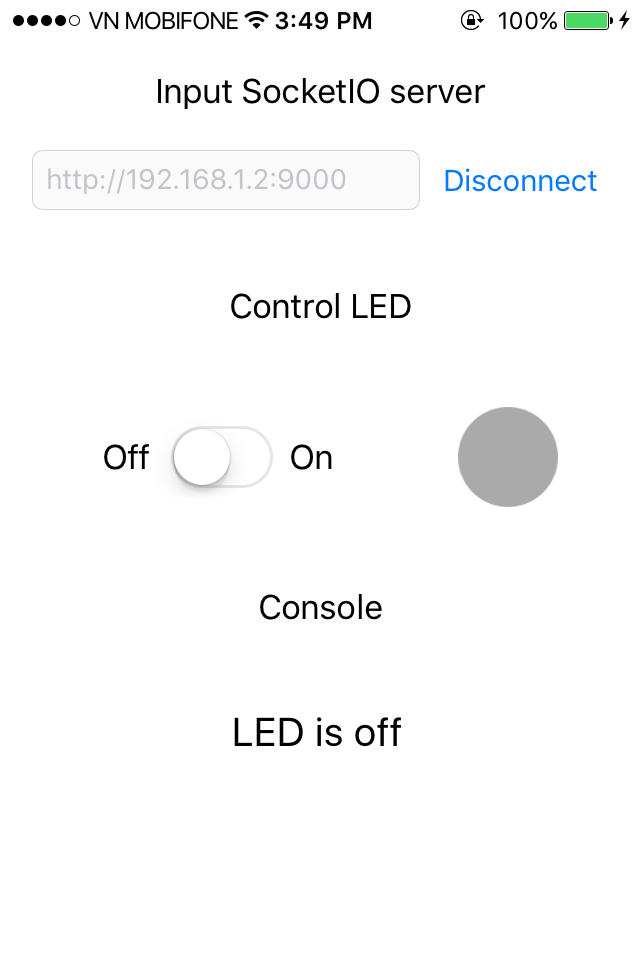 VN MOBIFONE 3:49 PM 100%
Input SocketIO server
http://192.168.1.2:9000 Disconnect
Control LED
Off On
Console
LED is off